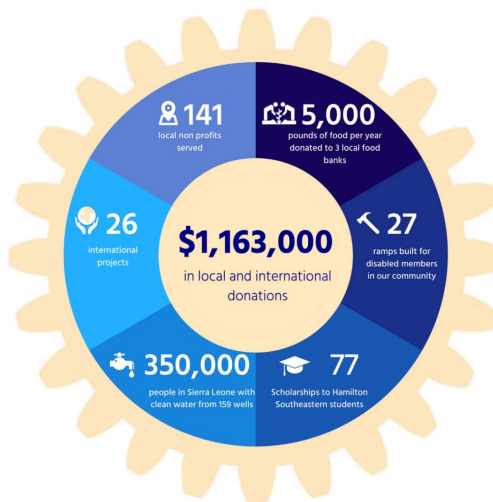 141
local non profits
served
5,000
pounds of food per year
donated to 3 local food
banks
26
international
projects
$1,163,000
in local and international
donations
27
ramps built for
disabled members
in our community
350,000
people in Sierra Leone with
clean water from 159 wells
77
Scholarships to Hamilton
Southeastern students